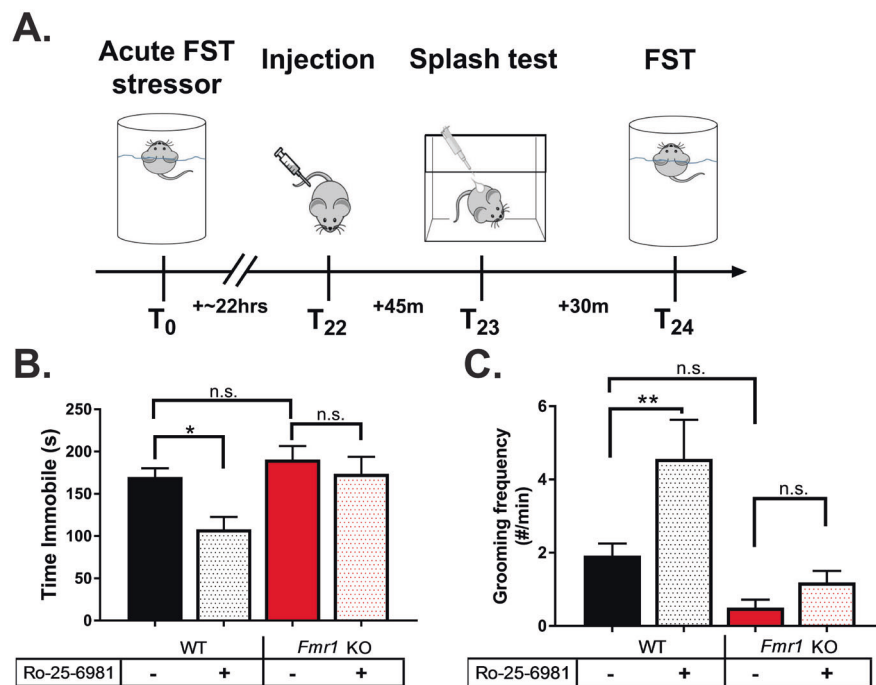 A.
Acute FST
stressor
Injection
Splash test
FST
T0
+~22hrs
T22
+45m
T23
+30m
T24
B.
Time Immobile (s)
250
200
150
100
50
0
n.s.
*
n.s.
WT
Fmr1 KO
Ro-25-6981 - + - +
C.
Grooming frequency
(#/min)
6
4
2
0
n.s.
**
n.s.
WT
Fmr1 KO
Ro-25-6981 - + - +